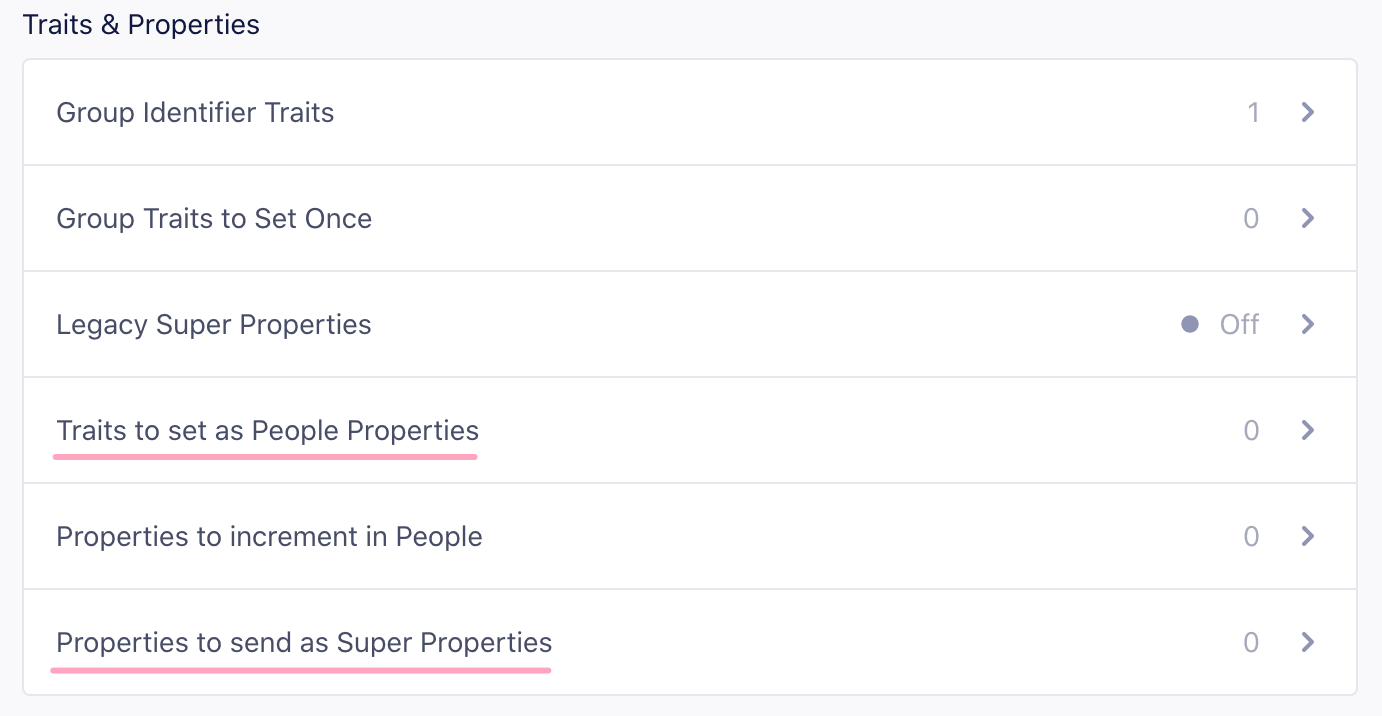 Traits & Properties
Group Identifier Traits 1
Group Traits to Set Once 0
Legacy Super Properties Off
Traits to set as People Properties 0
Properties to increment in People 0
Properties to send as Super Properties 0